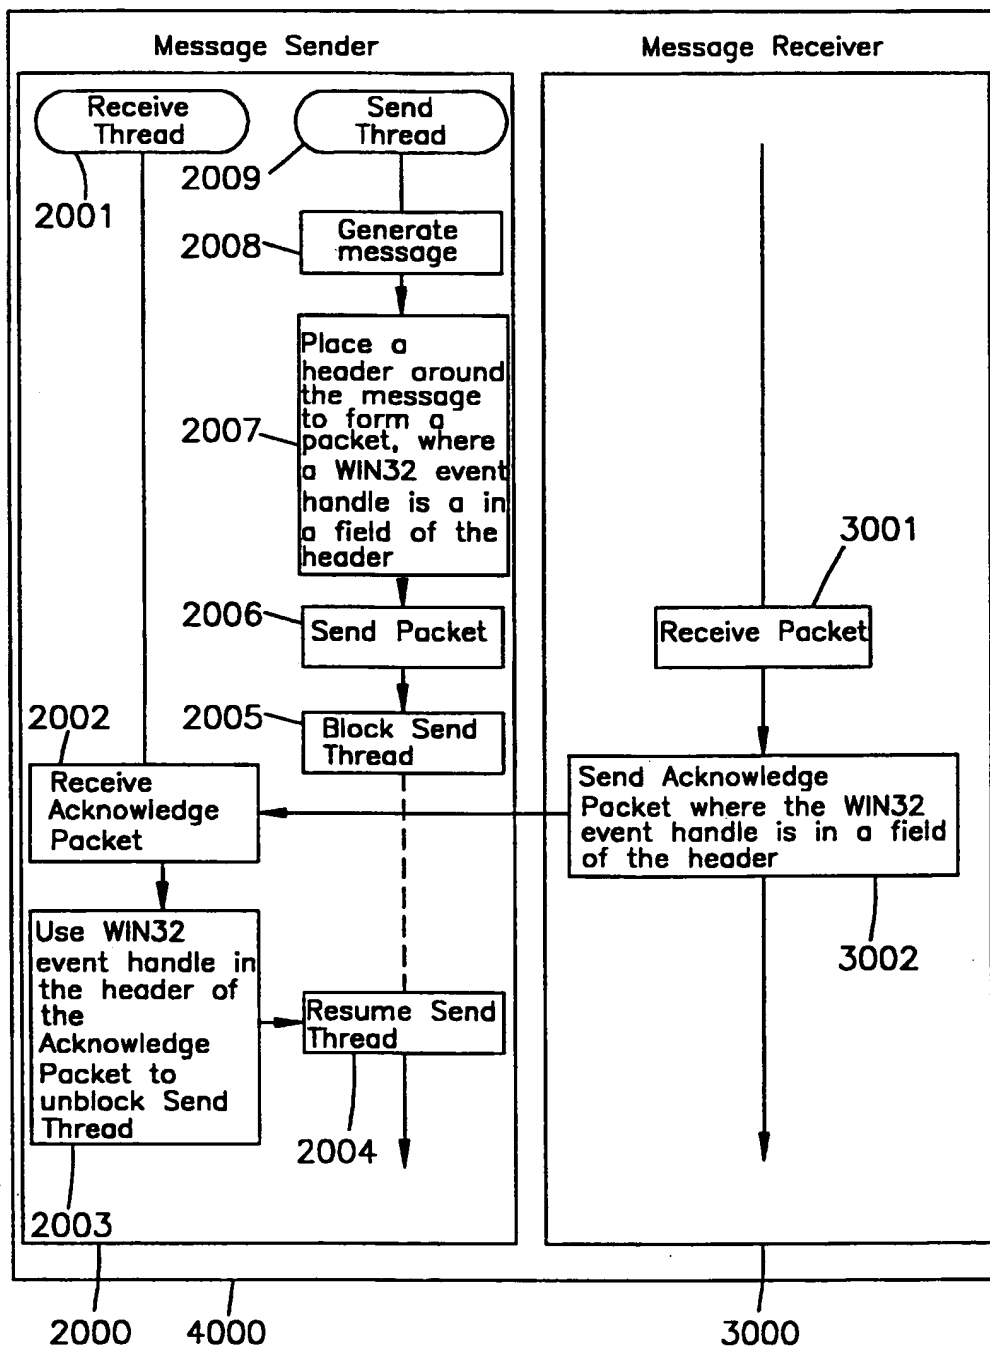 Message Sender
Message Receiver
Receive
Thread
Send
Thread
2001
2009
2008
Generate
message
2007
Place a
header around
the message
to form a
packet, where
a WIN32 event
handle is a in
a field of the
header
3001
2006
Send Packet
Receive Packet
2005
Block Send
Thread
2002
Receive
Acknowledge
Packet
Send Acknowledge
Packet where the WIN32
event handle is in a field
of the header
3002
Use WIN32
event handle in
the header of
the
Acknowledge
Packet to
unblock Send
Thread
Resume Send
Thread
2004
2003
2000
4000
3000